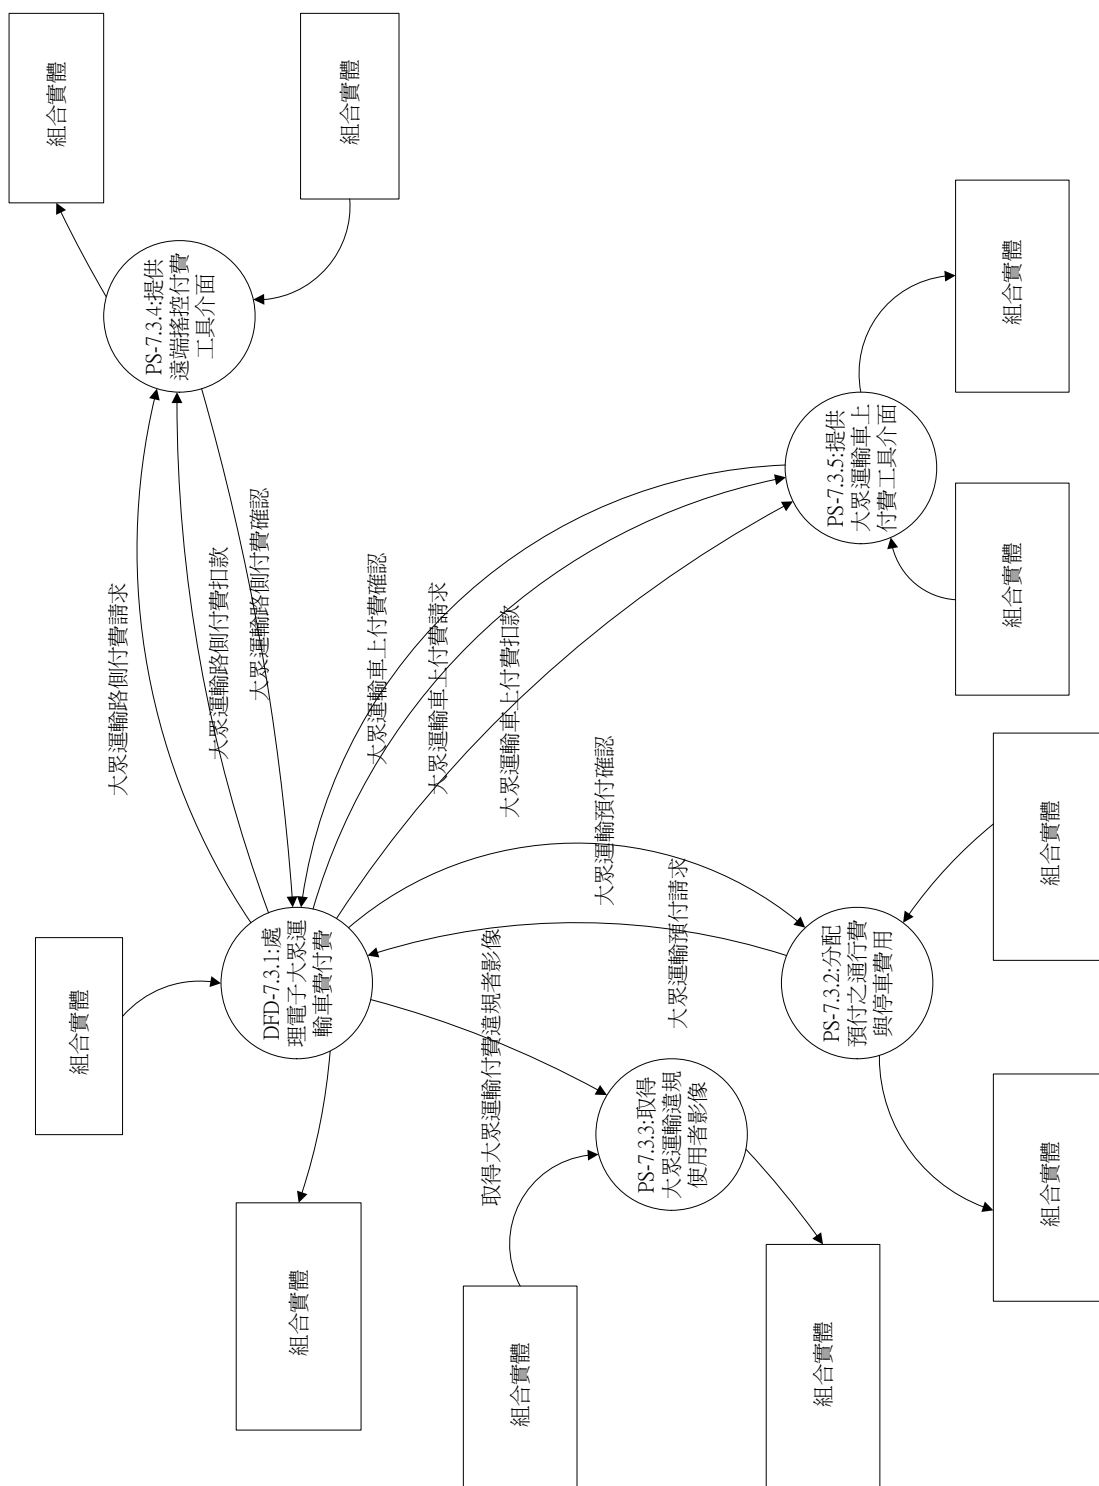 組合實體
組合實體
大眾運輸路側付費請求
組合實體
DFD-7.3.1:處
理電子大眾運
輸車費付費
PS-7.3.4:提供
遠端搖控付費
工具介面
大眾運輸路側付費扣款
大眾運輸路側付費確認
組合實體
組合實體
大眾運輸車上付費確認
大眾運輸車上付費請求
大眾運輸車上付費扣款
取得大眾運輸付費違規者影像
組合實體
大眾運輸預付確認
大眾運輸預付請求
PS-7.3.3:取得
大眾運輸違規
使用者影像
組合實體
PS-7.3.2:分配
預付之通行費
與停車費用
PS-7.3.5:提供
大眾運輸車上
付費工具介面
組合實體
組合實體
組合實體
組合實體